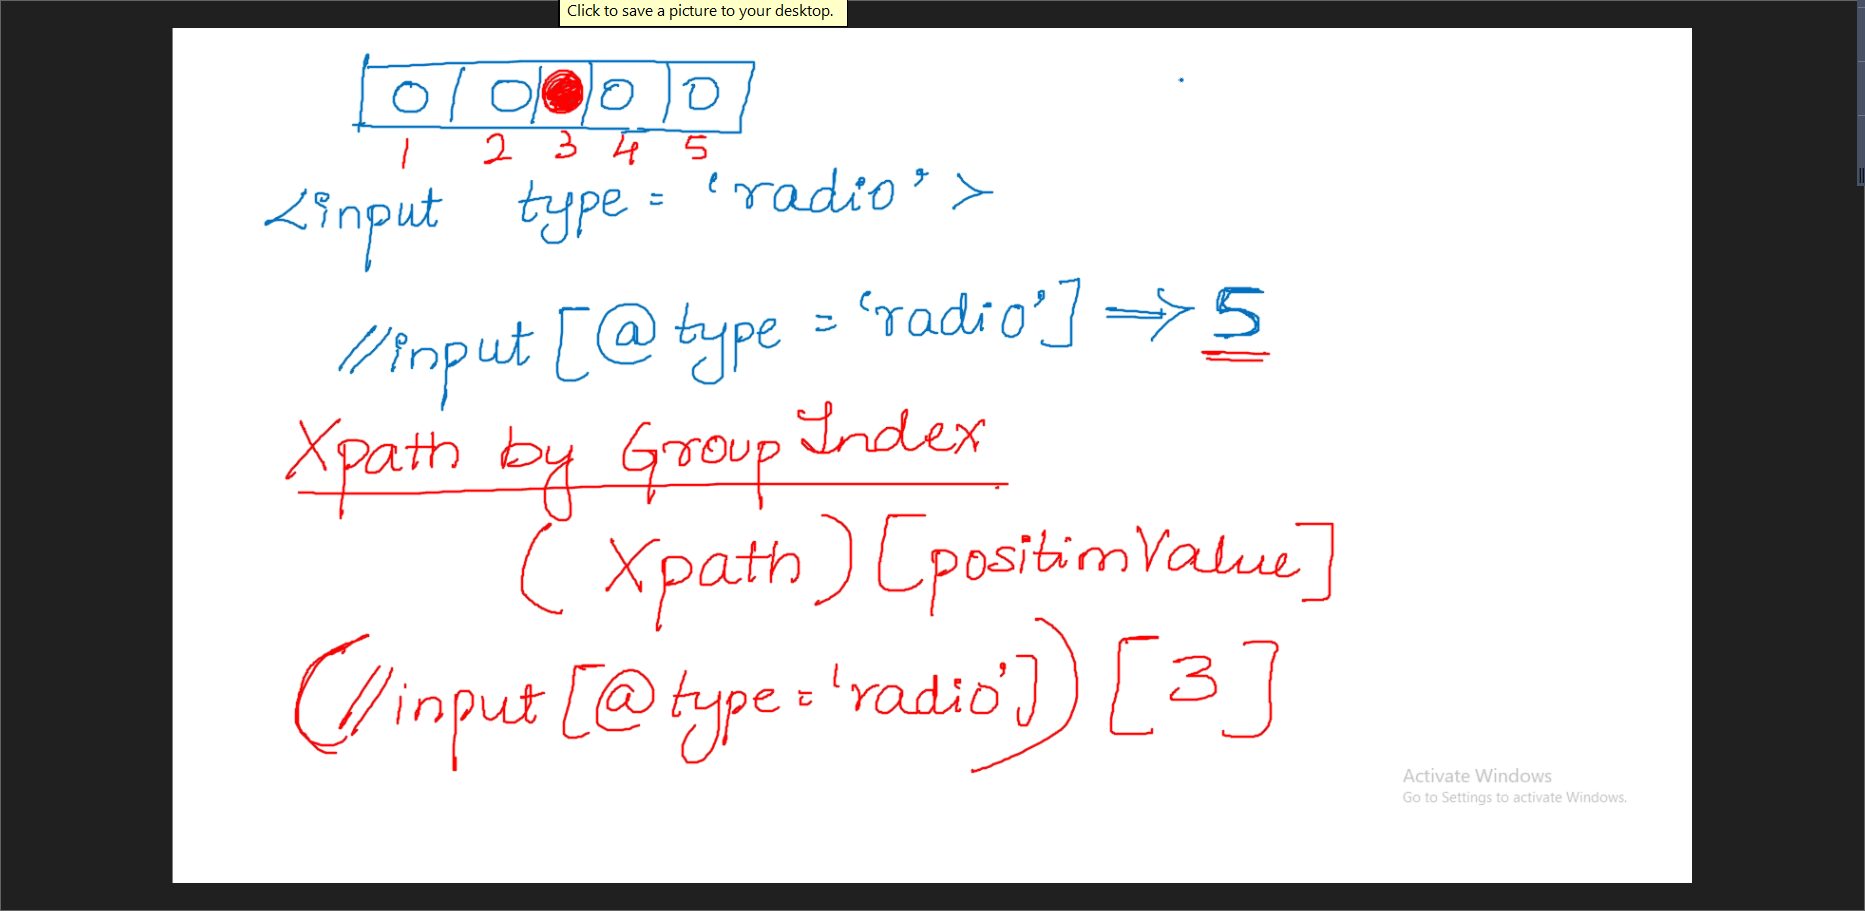 Click to save a picture to your desktop.
1 2 3 4 5
<input type = 'radio' >
//input [@ type = 'radio'] ⇒ 5
Xpath by Group Index
( Xpath ) [positionValue]
(//input [@ type = 'radio']) [3]
Activate Windows
Go to Settings to activate Windows.